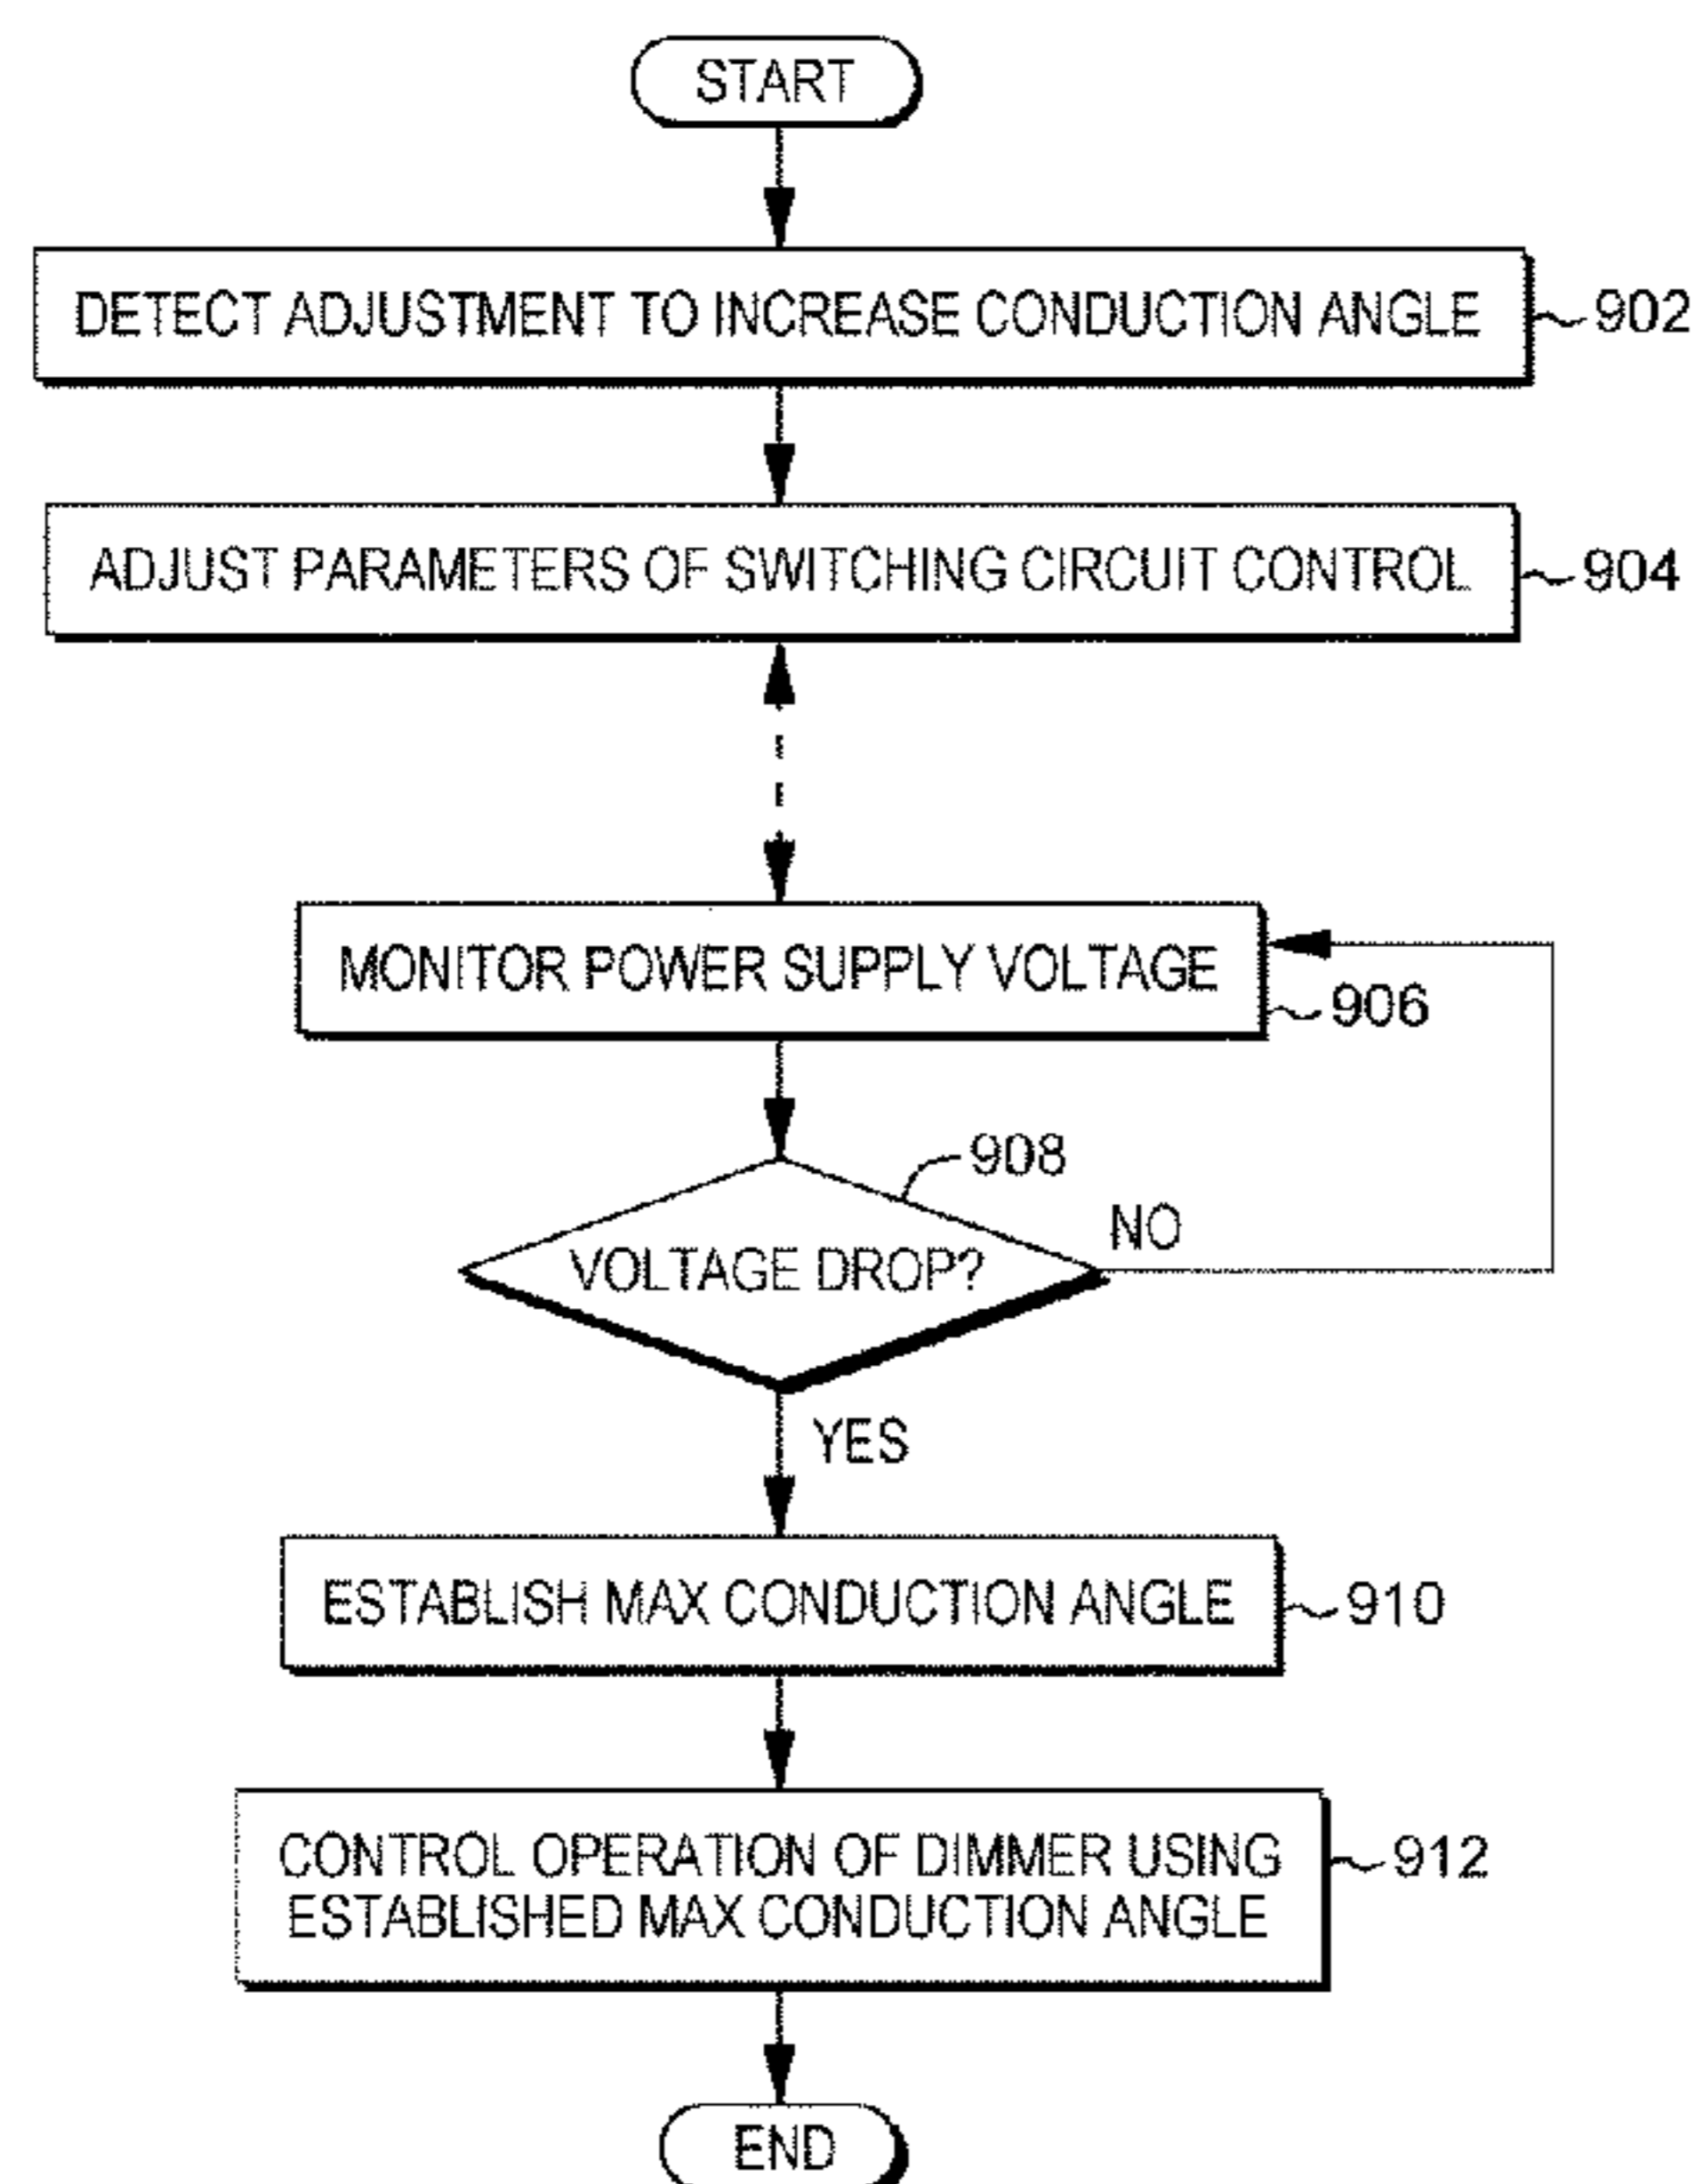 START
DETECT ADJUSTMENT TO INCREASE CONDUCTION ANGLE
902
ADJUST PARAMETERS OF SWITCHING CIRCUIT CONTROL
904
MONITOR POWER SUPPLY VOLTAGE
906
908
VOLTAGE DROP?
NO
YES
ESTABLISH MAX CONDUCTION ANGLE
910
CONTROL OPERATION OF DIMMER USING
ESTABLISHED MAX CONDUCTION ANGLE
912
END